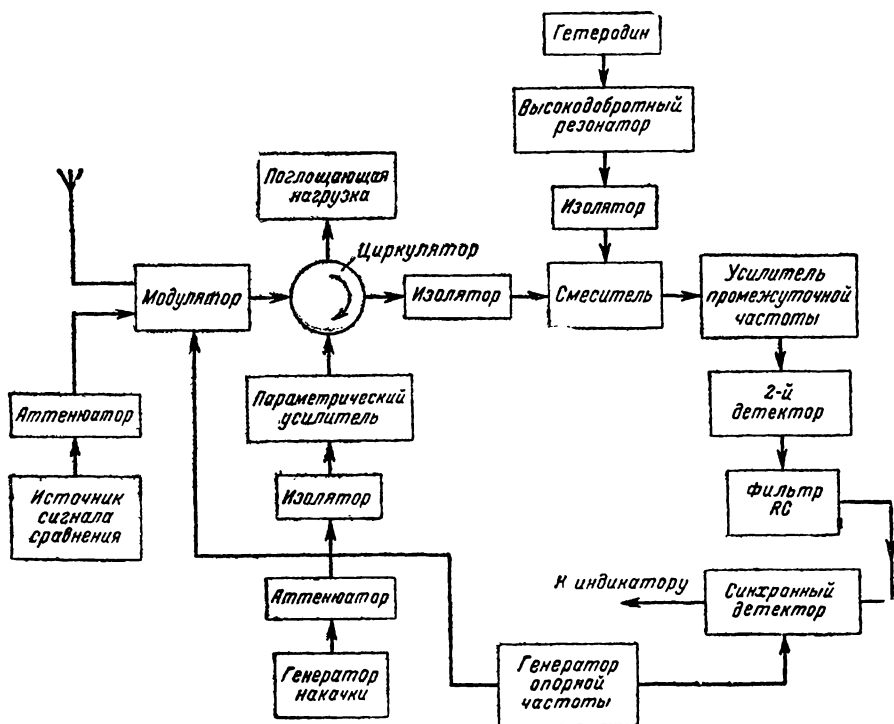 Гетеродин
Высокодобротный
резонатор
Изолятор
Поглощающая
нагрузка
Циркулятор
Модулятор
Изолятор
Смеситель
Усилитель
промежуточной
частоты
Аттенюатор
Параметрический
усилитель
2-й
детектор
Источник
сигнала
сравнения
Изолятор
Фильтр
RC
К индикатору
Синхронный
детектор
Аттенюатор
Генератор
накачки
Генератор
опорной
частоты